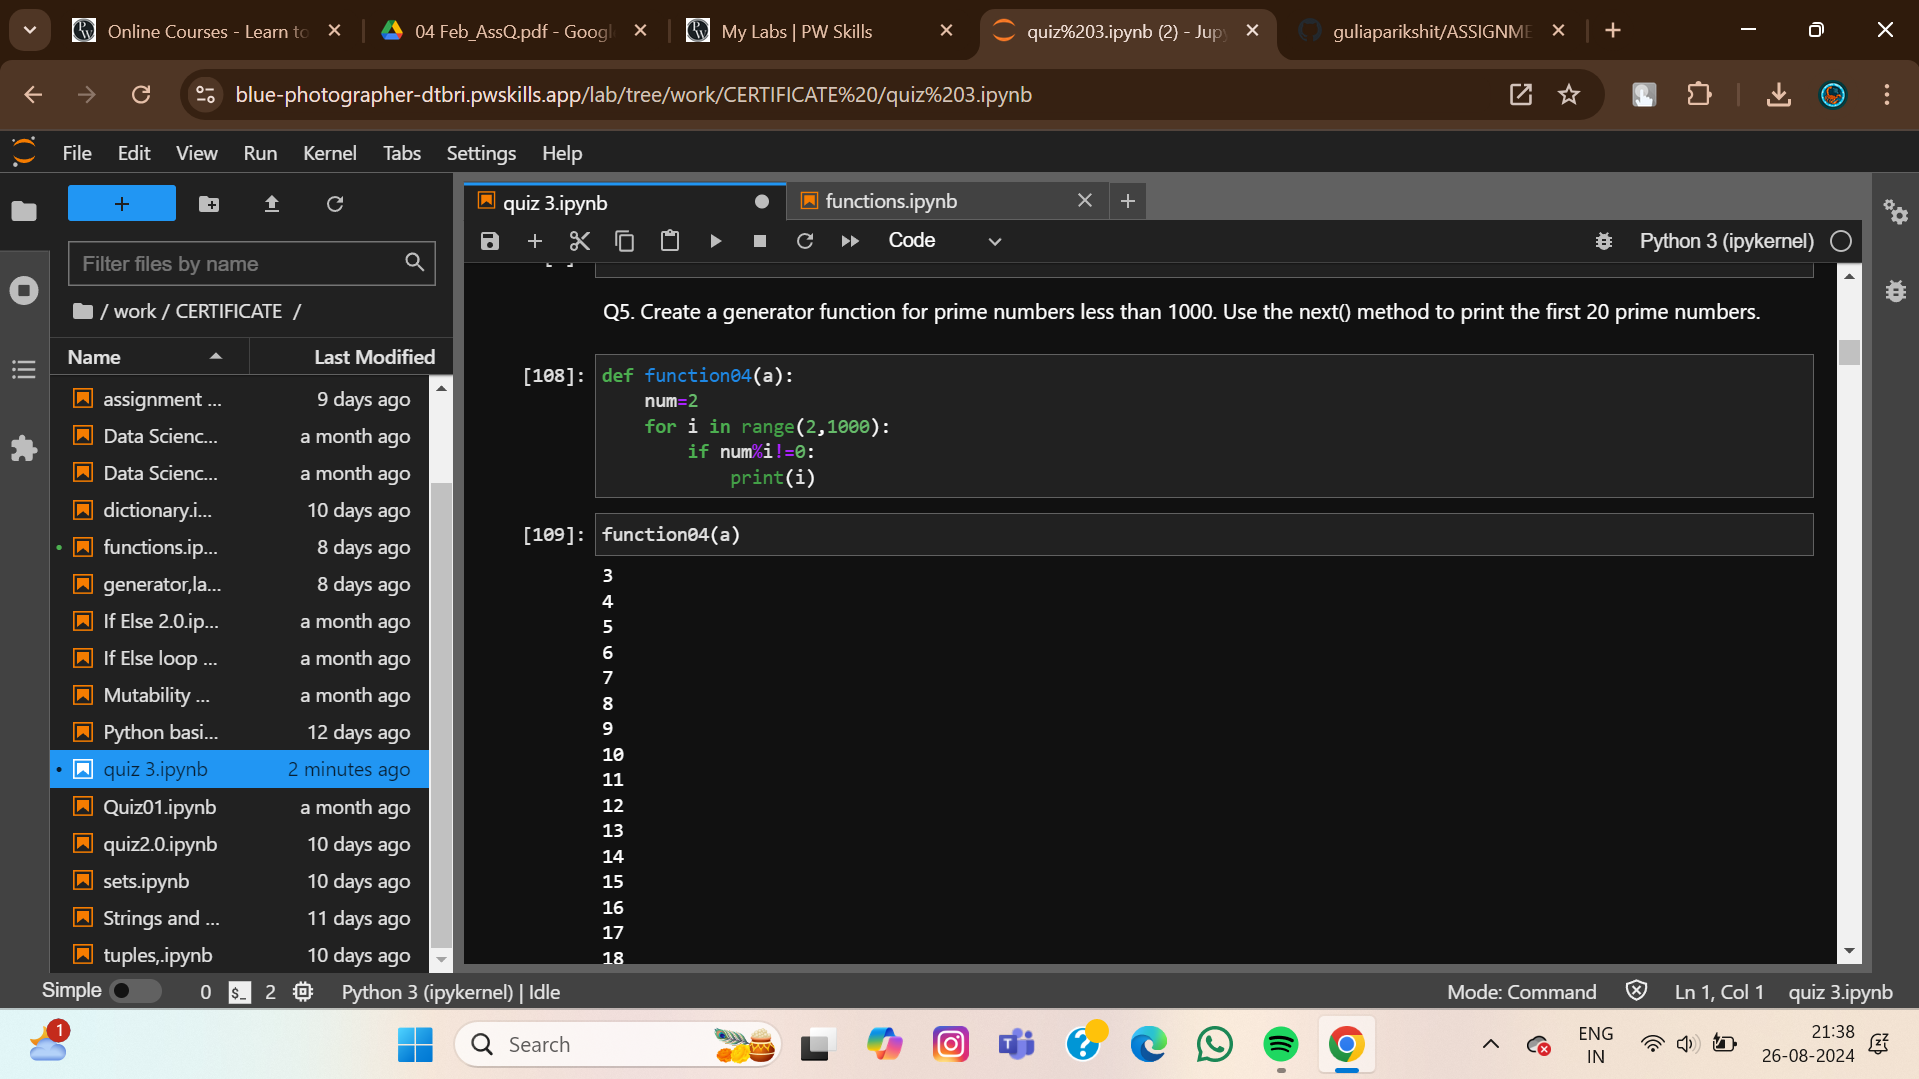 Online Courses - Learn to
04 Feb_AssQ.pdf - Googl
My Labs | PW Skills
quiz%203.ipynb (2) - Jup
guliaparikshit/ASSIGNME
blue-photographer-dtbri.pwskills.app/lab/tree/work/CERTIFICATE%20/quiz%203.ipynb
File Edit View Run Kernel Tabs Settings Help
quiz 3.ipynb
functions.ipynb
Code
Python 3 (ipykernel)
Filter files by name
/ work / CERTIFICATE /
Name Last Modified
assignment ... 9 days ago
Data Scienc... a month ago
Data Scienc... a month ago
dictionary.i... 10 days ago
functions.ip... 8 days ago
generator,la... 8 days ago
If Else 2.0.ip... a month ago
If Else loop ... a month ago
Mutability ... a month ago
Python basi... 12 days ago
quiz 3.ipynb 2 minutes ago
Quiz01.ipynb a month ago
quiz2.0.ipynb 10 days ago
sets.ipynb 10 days ago
Strings and ... 11 days ago
tuples,.ipynb 10 days ago
Q5. Create a generator function for prime numbers less than 1000. Use the next() method to print the first 20 prime numbers.
[108]: def function04(a):
num=2
for i in range(2,1000):
if num%i!=0:
print(i)
[109]: function04(a)
3
4
5
6
7
8
9
10
11
12
13
14
15
16
17
18
Simple 0 $_ 2 Python 3 (ipykernel) | Idle
Mode: Command Ln 1, Col 1 quiz 3.ipynb
1
Search
ENG
IN
21:38
26-08-2024